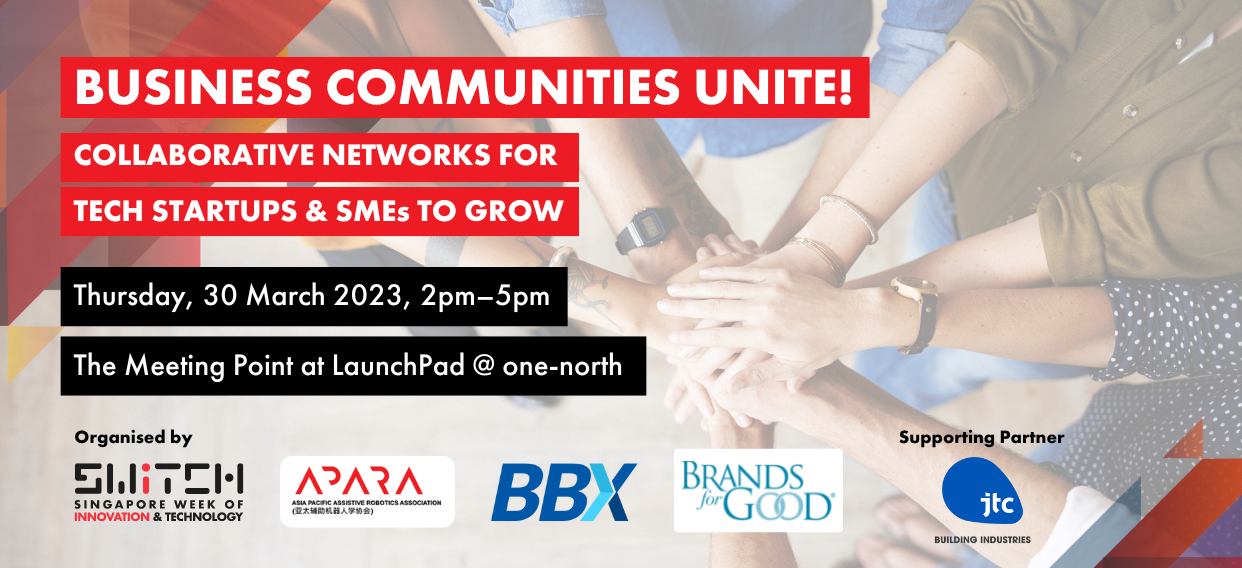 BUSINESS COMMUNITIES UNITE!
COLLABORATIVE NETWORKS FOR
TECH STARTUPS & SMEs TO GROW
Thursday, 30 March 2023, 2pm–5pm
The Meeting Point at LaunchPad @ one-north
Organised by
SWITCH
SINGAPORE WEEK OF
INNOVATION & TECHNOLOGY
APARA
ASIA PACIFIC ASSISTIVE ROBOTICS ASSOCIATION
(亚太辅助机器人学协会)
BBX
BRANDS
for GOOD®
Supporting Partner
jtc
BUILDING INDUSTRIES